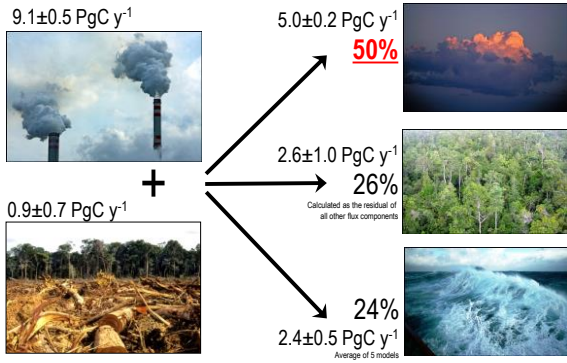 9.1±0.5 PgC y⁻¹
+
0.9±0.7 PgC y⁻¹
5.0±0.2 PgC y⁻¹
50%
2.6±1.0 PgC y⁻¹
26%
Calculated as the residual of
all other flux components
24%
2.4±0.5 PgC y⁻¹
Average of 5 models